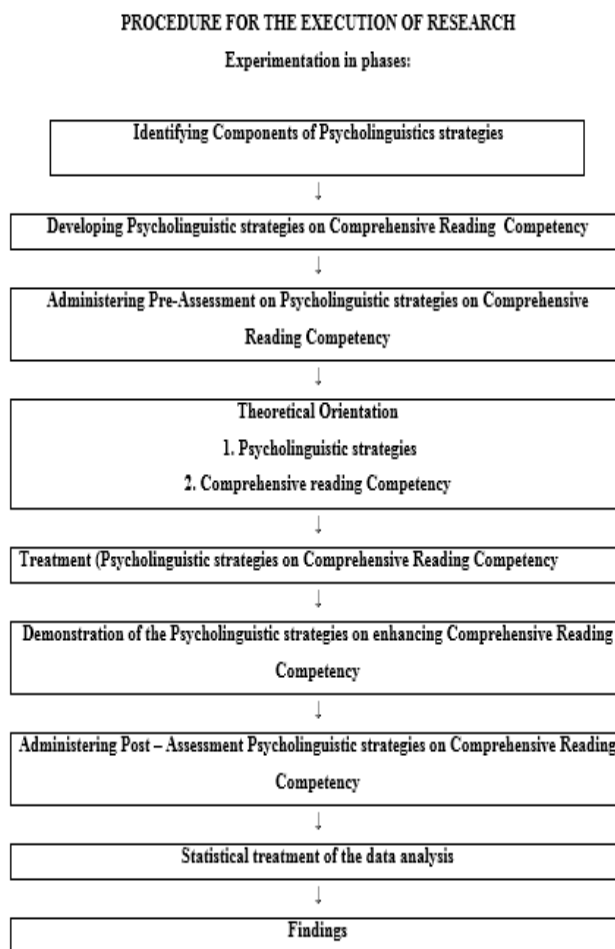 PROCEDURE FOR THE EXECUTION OF RESEARCH
Experimentation in phases:
Identifying Components of Psycholinguistics strategies
↓
Developing Psycholinguistic strategies on Comprehensive Reading Competency
↓
Administering Pre-Assessment on Psycholinguistic strategies on Comprehensive
Reading Competency
↓
Theoretical Orientation
1. Psycholinguistic strategies
2. Comprehensive reading Competency
↓
Treatment (Psycholinguistic strategies on Comprehensive Reading Competency
↓
Demonstration of the Psycholinguistic strategies on enhancing Comprehensive Reading
Competency
↓
Administering Post – Assessment Psycholinguistic strategies on Comprehensive Reading
Competency
↓
Statistical treatment of the data analysis
↓
Findings